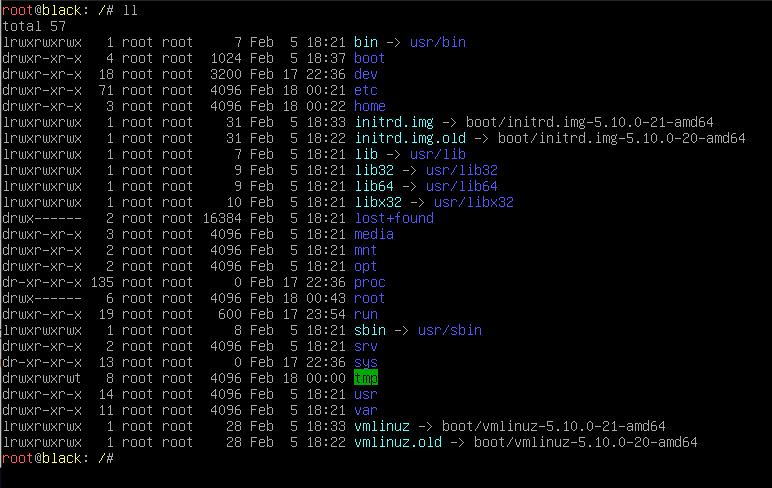 root@black: /# ll
total 57
lrwxrwxrwx   1 root root     7 Feb  5 18:21 bin -> usr/bin
drwxr-xr-x   4 root root  1024 Feb  5 18:37 boot
drwxr-xr-x  18 root root  3200 Feb 17 22:36 dev
drwxr-xr-x  71 root root  4096 Feb 18 00:21 etc
drwxr-xr-x   3 root root  4096 Feb 18 00:22 home
lrwxrwxrwx   1 root root    31 Feb  5 18:33 initrd.img -> boot/initrd.img-5.10.0-21-amd64
lrwxrwxrwx   1 root root    31 Feb  5 18:22 initrd.img.old -> boot/initrd.img-5.10.0-20-amd64
lrwxrwxrwx   1 root root     7 Feb  5 18:21 lib -> usr/lib
lrwxrwxrwx   1 root root     9 Feb  5 18:21 lib32 -> usr/lib32
lrwxrwxrwx   1 root root     9 Feb  5 18:21 lib64 -> usr/lib64
lrwxrwxrwx   1 root root    10 Feb  5 18:21 libx32 -> usr/libx32
drwx------   2 root root 16384 Feb  5 18:21 lost+found
drwxr-xr-x   3 root root  4096 Feb  5 18:21 media
drwxr-xr-x   2 root root  4096 Feb  5 18:21 mnt
drwxr-xr-x   2 root root  4096 Feb  5 18:21 opt
dr-xr-xr-x 135 root root     0 Feb 17 22:36 proc
drwx------   6 root root  4096 Feb 18 00:43 root
drwxr-xr-x  19 root root   600 Feb 17 23:54 run
lrwxrwxrwx   1 root root     8 Feb  5 18:21 sbin -> usr/sbin
drwxr-xr-x   2 root root  4096 Feb  5 18:21 srv
dr-xr-xr-x  13 root root     0 Feb 17 22:36 sys
drwxrwxrwt   8 root root  4096 Feb 18 00:00 tmp
drwxr-xr-x  14 root root  4096 Feb  5 18:21 usr
drwxr-xr-x  11 root root  4096 Feb  5 18:21 var
lrwxrwxrwx   1 root root    28 Feb  5 18:33 vmlinuz -> boot/vmlinuz-5.10.0-21-amd64
lrwxrwxrwx   1 root root    28 Feb  5 18:22 vmlinuz.old -> boot/vmlinuz-5.10.0-20-amd64
root@black: /#